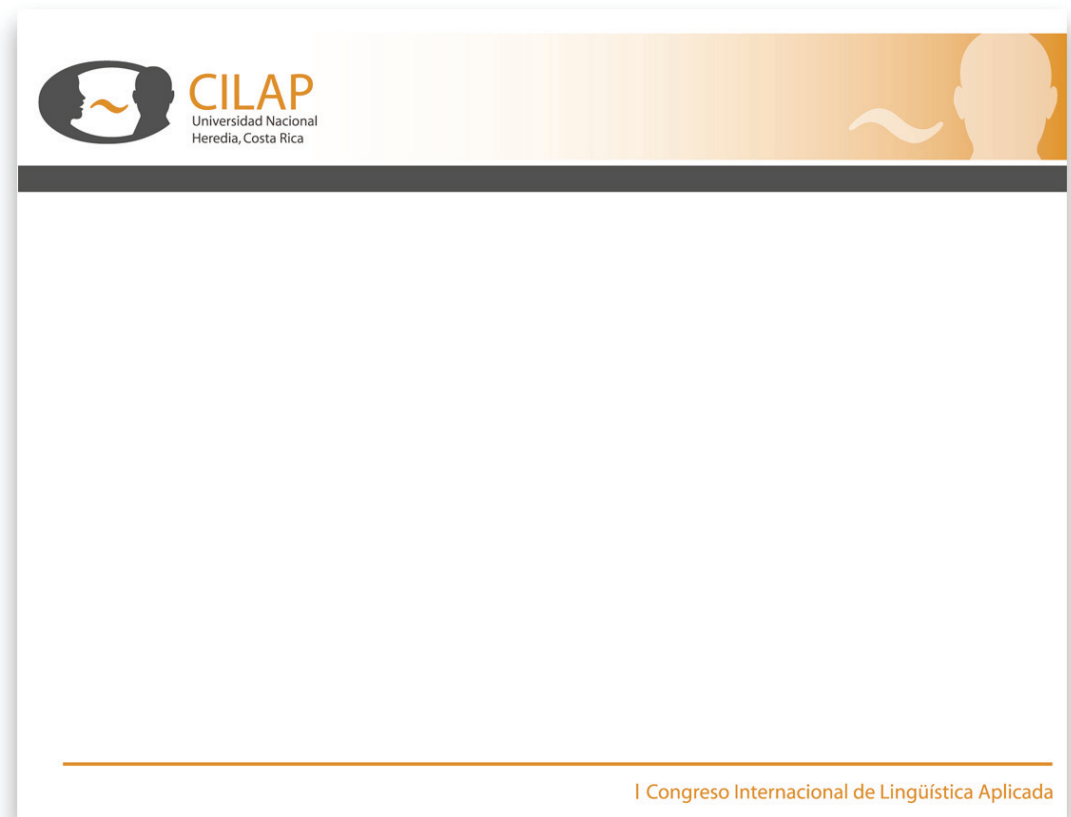 CILAP
Universidad Nacional
Heredia, Costa Rica
I Congreso Internacional de Lingüística Aplicada